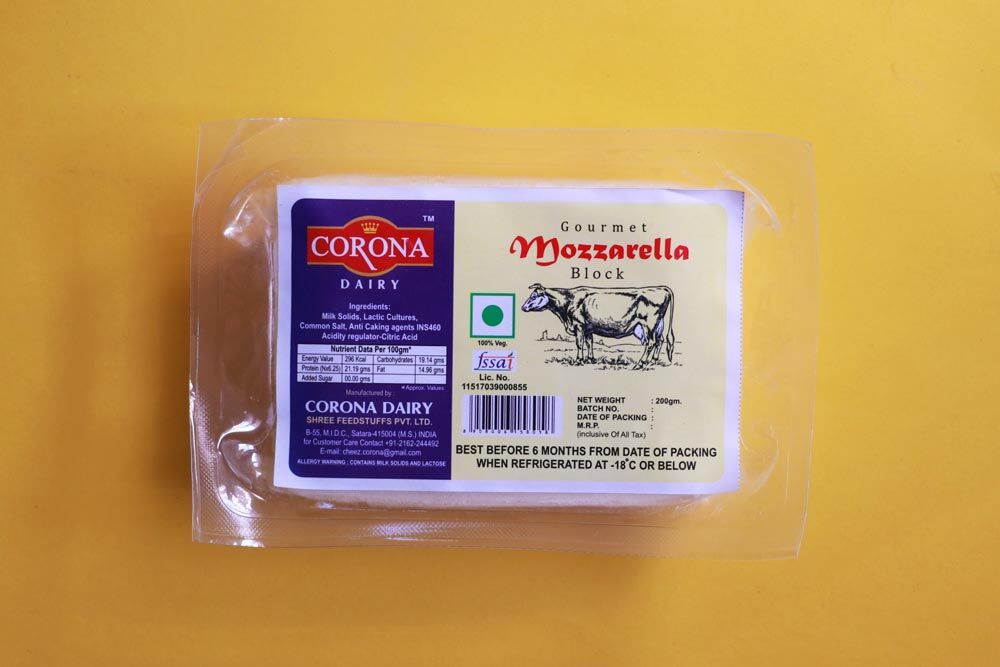 TM
CORONA
DAIRY
Ingredients:
Milk Solids, Lactic Cultures,
Common Salt, Anti Caking agents INS460
Acidity regulator-Citric Acid
Nutrient Data Per 100gm*
Energy Value 296 Kcal Carbohydrates 19.14 gms
Protein (Nx6.25) 21.19 gms Fat 14.96 gms
Added Sugar 00.00 gms
*Approx. Values
Manufactured by:
CORONA DAIRY
SHREE FEEDSTUFFS PVT. LTD.
B-55, M.I.D.C., Satara-415004 (M.S.) INDIA
for Customer Care Contact +91-2162-244492
E-mail: cheez.corona@gmail.com
ALLERGY WARNING : CONTAINS MILK SOLIDS AND LACTOSE
Gourmet
Mozzarella
Block
100% Veg.
fssai
Lic. No.
11517039000855
NET WEIGHT : 200gm.
BATCH NO. :
DATE OF PACKING :
M.R.P. :
(inclusive Of All Tax)
BEST BEFORE 6 MONTHS FROM DATE OF PACKING
WHEN REFRIGERATED AT -18°C OR BELOW